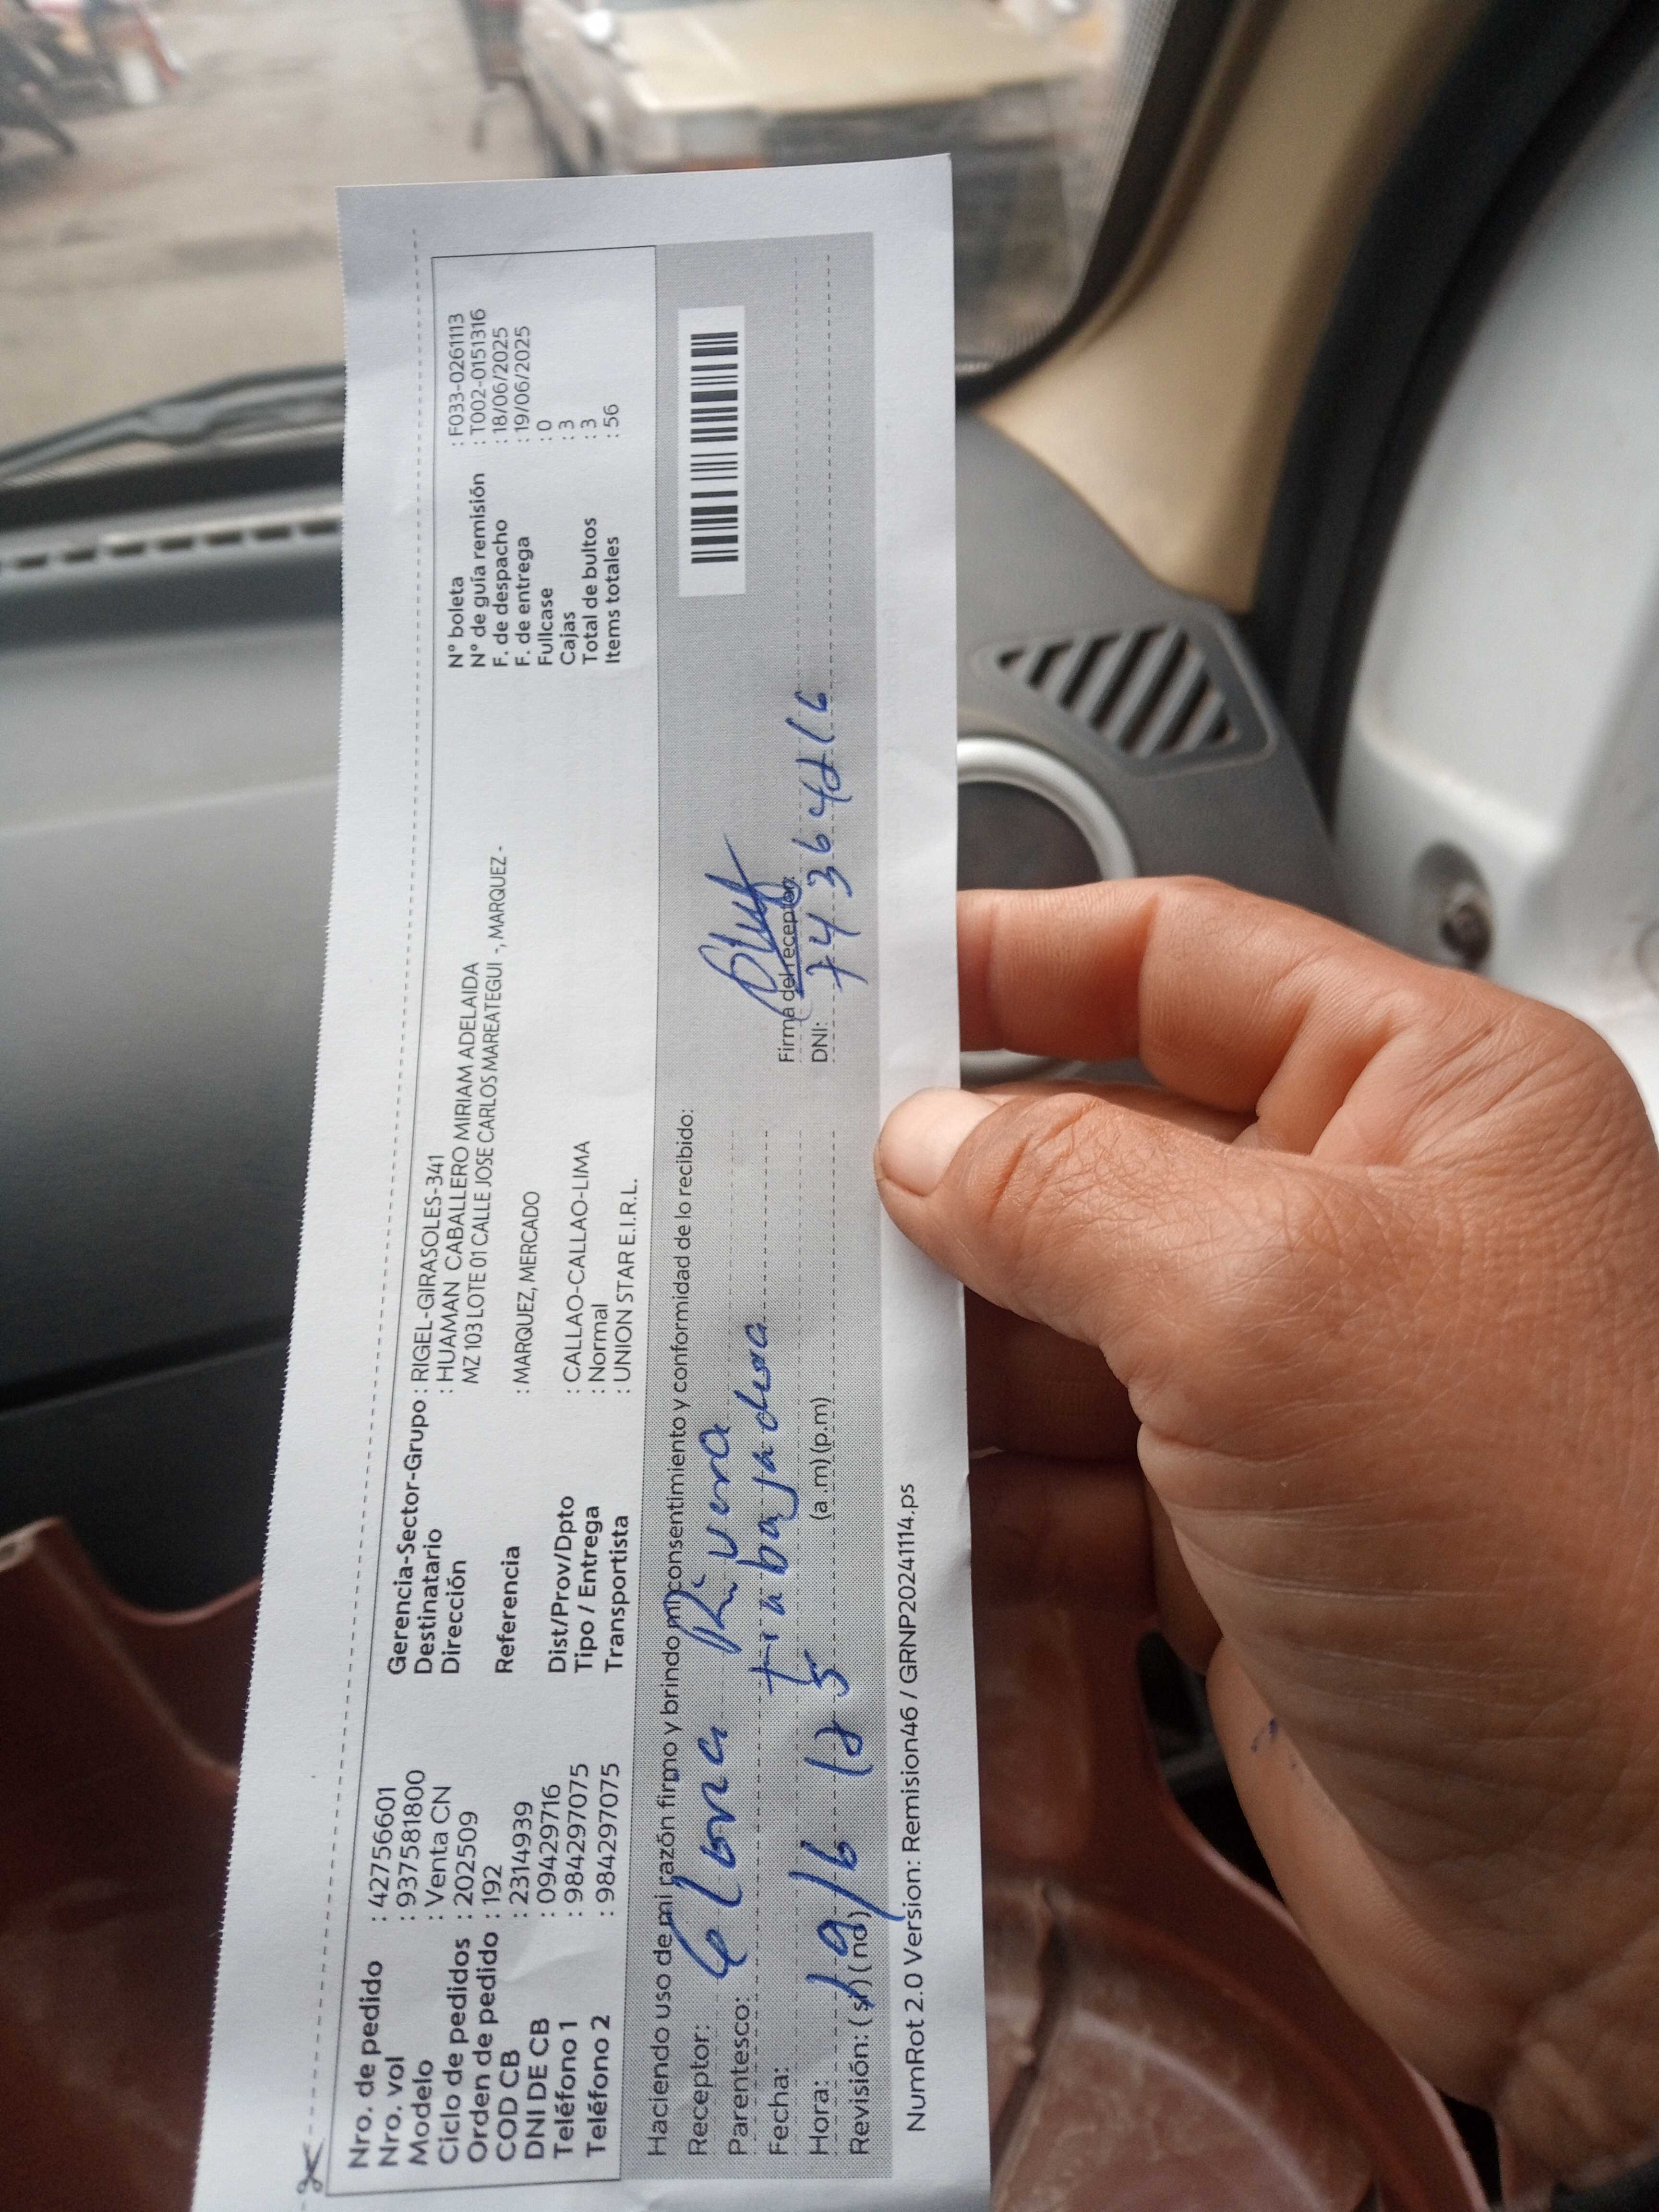 Nro. de pedido : 427566601
Nro. vol : 937581800
Modelo : Venta CN
Ciclo de pedidos : 202509
Orden de pedido : 192
COD CB : 2314939
DNI DE CB : 09429716
Teléfono 1 : 984297075
Teléfono 2 : 984297075
Gerencia-Sector-Grupo : RIGEL-GIRASOLES-341
Destinatario : HUAMAN CABALLERO MIRIAM ADELAIDA
Dirección MZ 103 LOTE 01 CALLE JOSE CARLOS MAREATEGUI -, MARQUEZ -
Referencia : MARQUEZ, MERCADO
Dist/Prov/Dpto : CALLAO-CALLAO-LIMA
Tipo / Entrega : Normal
Transportista : UNION STAR E.I.R.L.
N° boleta : F033-0261113
N° de guía remisión : T002-0151316
F. de despacho : 18/06/2025
F. de entrega : 19/06/2025
Fullcase : 0
Cajas : 3
Total de bultos : 3
Items totales : 56
Haciendo uso de mi razón firmo y brindo mi consentimiento y conformidad de lo recibido:
Receptor: Rivera
Parentesco: trabajadora
Fecha: 19/6
Hora: (a.m) (p.m)
Revisión: ( si ) ( no )
Firma del receptor:
DNI:
NumRot 2.0 Version: Remision46 / GRNP20241114.ps